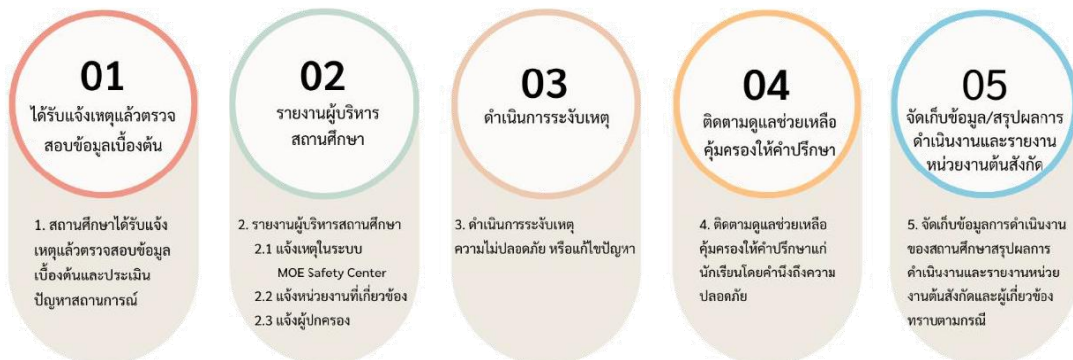 01
ได้รับแจ้งเหตุแล้วตรวจ
สอบข้อมูลเบื้องต้น
1. สถานศึกษาได้รับแจ้ง
เหตุแล้วตรวจสอบข้อมูล
เบื้องต้นและประเมิน
ปัญหาสถานการณ์
02
รายงานผู้บริหาร
สถานศึกษา
2. รายงานผู้บริหารสถานศึกษา
2.1 แจ้งเหตุในระบบ
MOE Safety Center
2.2 แจ้งหน่วยงานที่เกี่ยวข้อง
2.3 แจ้งผู้ปกครอง
03
ดำเนินการระงับเหตุ
3. ดำเนินการระงับเหตุ
ความไม่ปลอดภัย หรือแก้ไขปัญหา
04
ติดตามดูแลช่วยเหลือ
คุ้มครองให้คำปรึกษา
4. ติดตามดูแลช่วยเหลือ
คุ้มครองให้คำปรึกษาแก่
นักเรียนโดยคำนึงถึงความ
ปลอดภัย
05
จัดเก็บข้อมูล/สรุปผลการ
ดำเนินงานและรายงาน
หน่วยงานต้นสังกัด
5. จัดเก็บข้อมูลการดำเนินงาน
ของสถานศึกษาสรุปผลการ
ดำเนินงานและรายงานหน่วย
งานต้นสังกัดและผู้เกี่ยวข้อง
ทราบตามกรณี